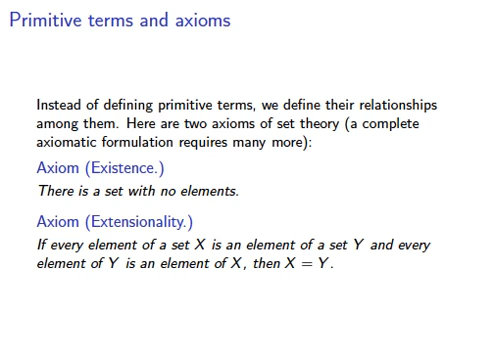 Primitive terms and axioms
Instead of defining primitive terms, we define their relationships
among them. Here are two axioms of set theory (a complete
axiomatic formulation requires many more):
Axiom (Existence.)
There is a set with no elements.
Axiom (Extensionality.)
If every element of a set X is an element of a set Y and every
element of Y is an element of X, then X = Y.